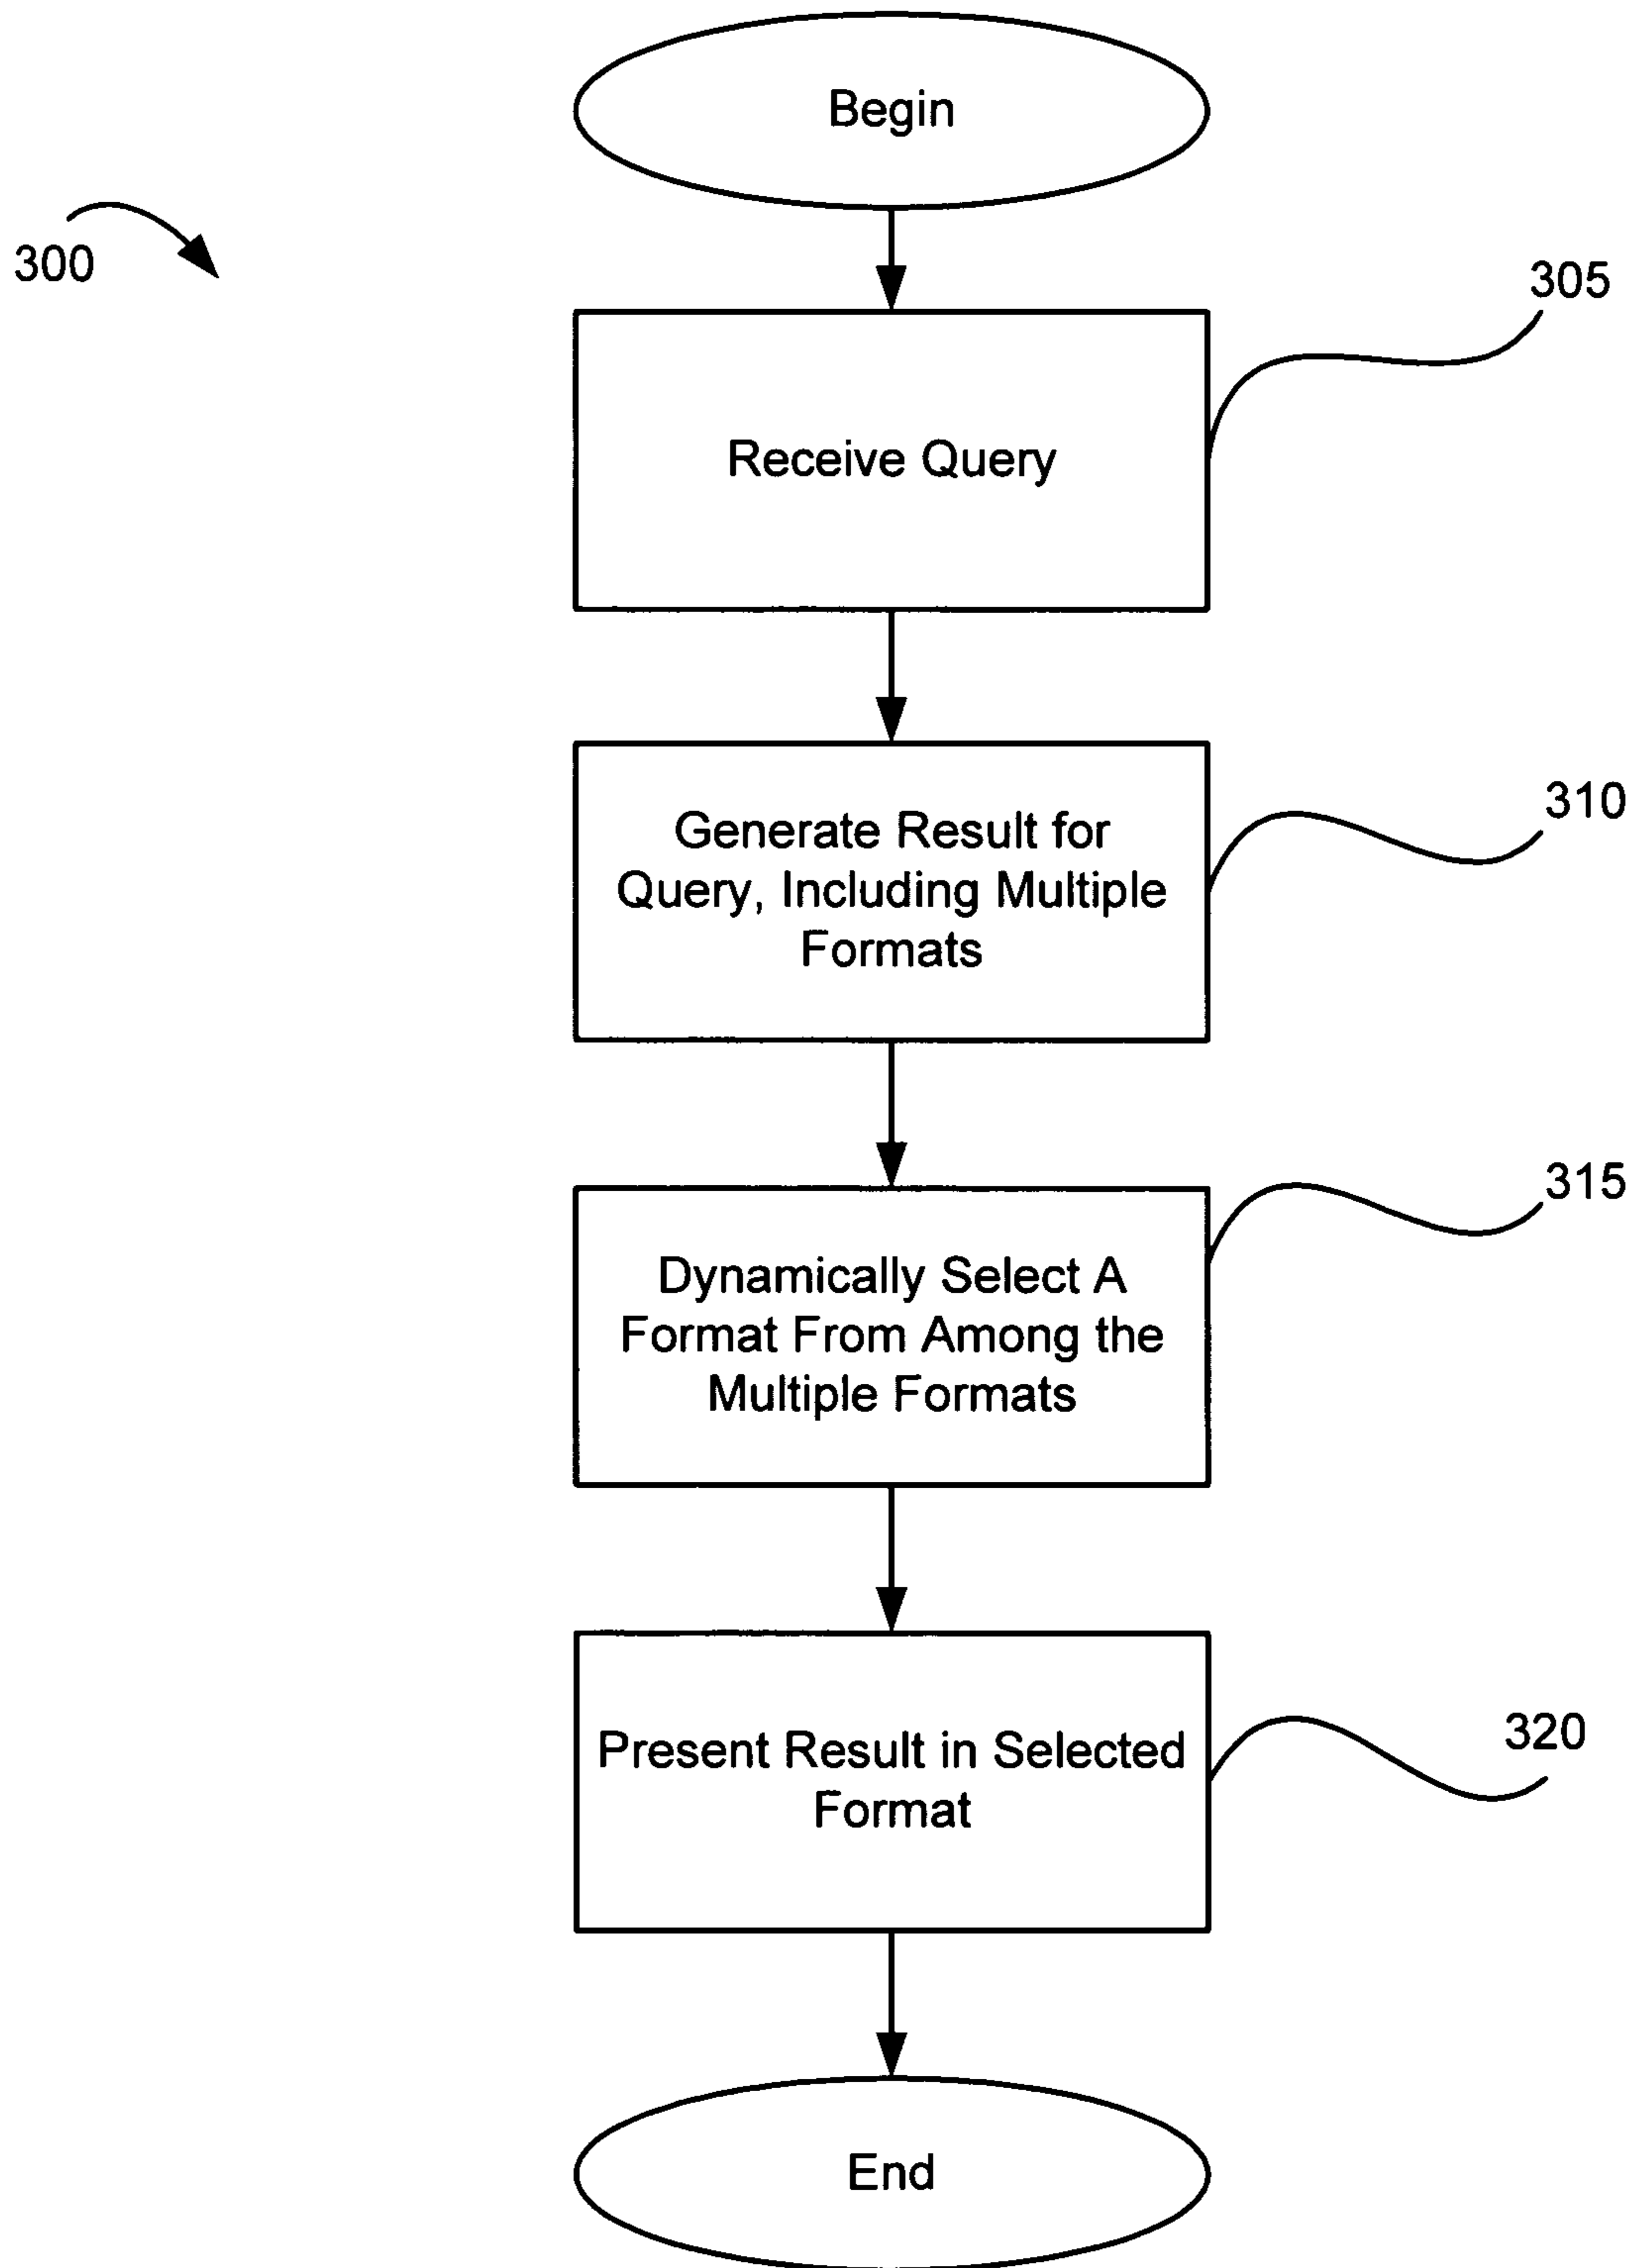 Begin
300
305
Receive Query
310
Generate Result for
Query, Including Multiple
Formats
315
Dynamically Select A
Format From Among the
Multiple Formats
320
Present Result in Selected
Format
End